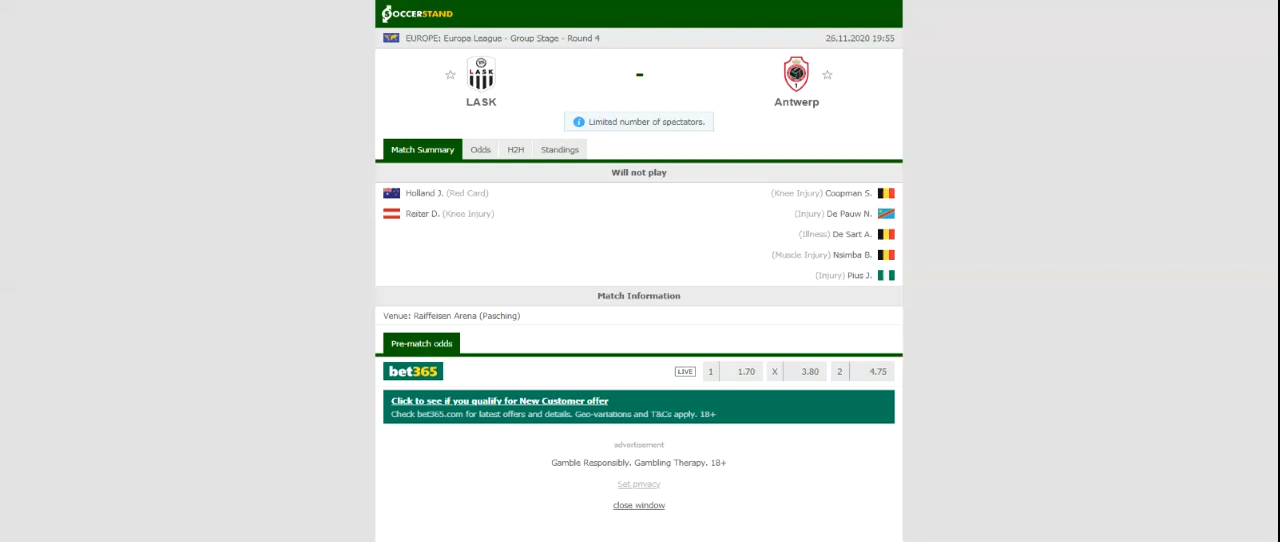 SOCCERSTAND
EUROPE: Europa League - Group Stage - Round 4 26.11.2020 19:55
LASK
-
1
LASK Antwerp
Limited number of spectators.
Match Summary Odds H2H Standings
Will not play
Holland J. (Red Card) (Knee Injury) Coopman S.
Reiter D. (Knee Injury) (Injury) De Pauw N.
(Illness) De Sart A.
(Muscle Injury) Nsimba B.
(Injury) Pius J.
Match Information
Venue: Raiffeisen Arena (Pasching)
Pre-match odds
bet365 LIVE 1 1.70 X 3.80 2 4.75
Click to see if you qualify for New Customer offer
Check bet365.com for latest offers and details. Geo-variations and T&Cs apply. 18+
advertisement
Gamble Responsibly. Gambling Therapy. 18+
Set privacy
close window